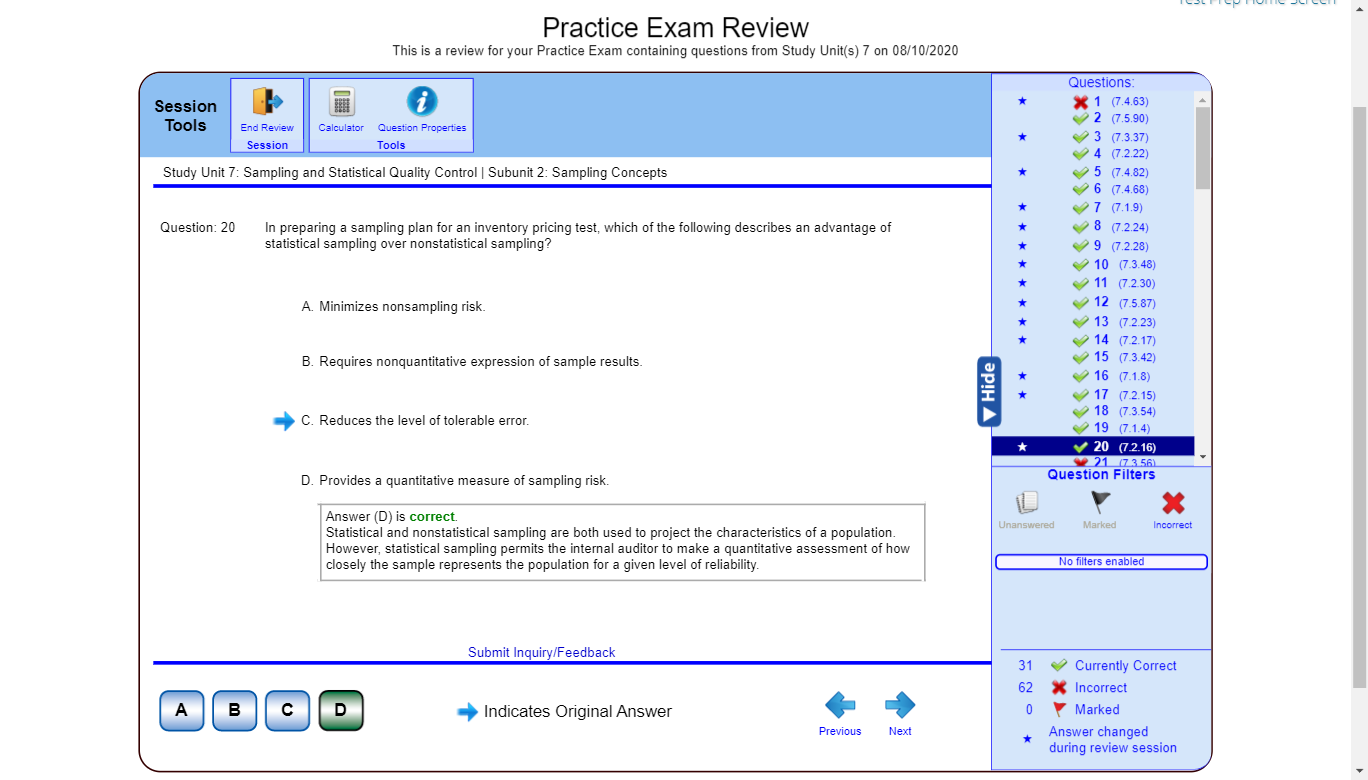 Test Prep Home Screen
Practice Exam Review
This is a review for your Practice Exam containing questions from Study Unit(s) 7 on 08/10/2020
Session Tools
End Review
Session
Calculator
Question Properties
Tools
Study Unit 7: Sampling and Statistical Quality Control | Subunit 2: Sampling Concepts
Question: 20
In preparing a sampling plan for an inventory pricing test, which of the following describes an advantage of
statistical sampling over nonstatistical sampling?
A. Minimizes nonsampling risk.
B. Requires nonquantitative expression of sample results.
C. Reduces the level of tolerable error.
D. Provides a quantitative measure of sampling risk.
Answer (D) is correct.
Statistical and nonstatistical sampling are both used to project the characteristics of a population.
However, statistical sampling permits the internal auditor to make a quantitative assessment of how
closely the sample represents the population for a given level of reliability.
Submit Inquiry/Feedback
A
B
C
D
Indicates Original Answer
Previous
Next
Hide
Questions:
1 (7.4.63)
2 (7.5.90)
3 (7.3.37)
4 (7.2.22)
5 (7.4.82)
6 (7.4.68)
7 (7.1.9)
8 (7.2.24)
9 (7.2.28)
10 (7.3.48)
11 (7.2.30)
12 (7.5.87)
13 (7.2.23)
14 (7.2.17)
15 (7.3.42)
16 (7.1.8)
17 (7.2.15)
18 (7.3.54)
19 (7.1.4)
20 (7.2.16)
21 (7.3.56)
Question Filters
Unanswered
Marked
Incorrect
No filters enabled
31 Currently Correct
62 Incorrect
0 Marked
Answer changed
during review session